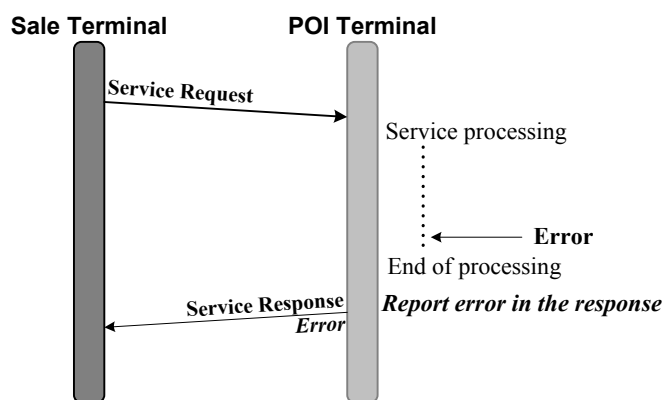 Sale Terminal
POI Terminal
Service Request
Service processing
Error
End of processing
Service Response
Error
Report error in the response